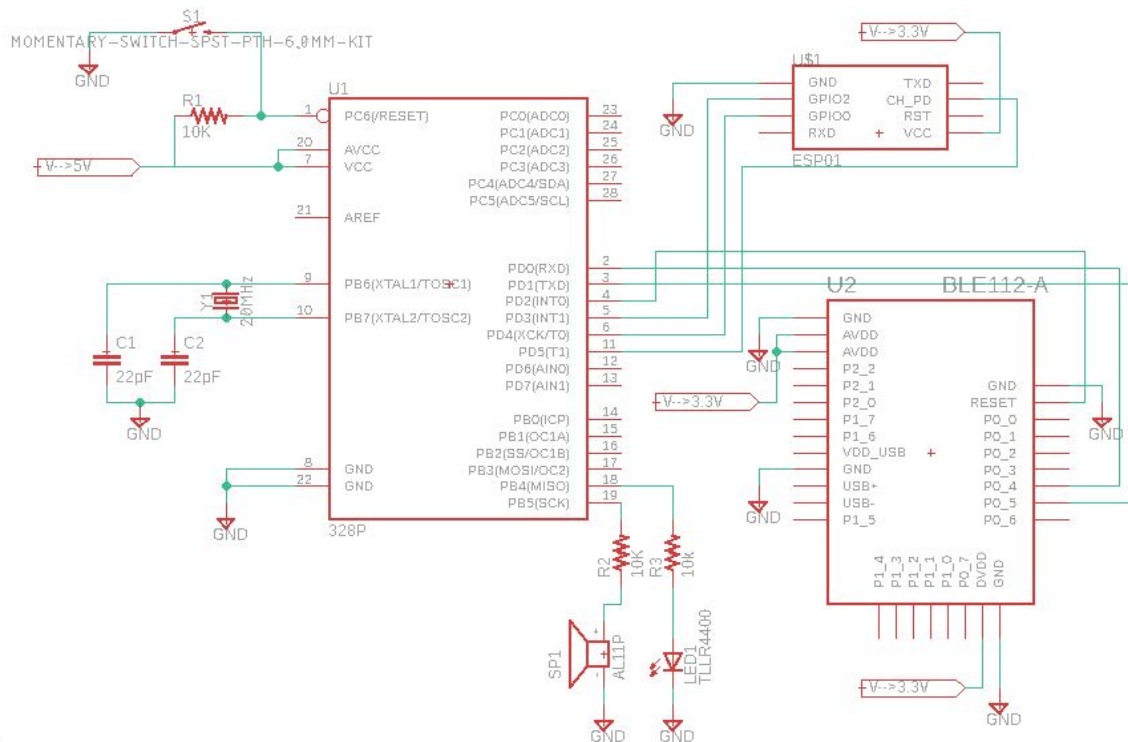 S1
MOMENTARY-SWITCH-SPST-PTH-6.0MM-KIT
GND
R1
10K
V-->5V
U1
1 PC6(/RESET)
20 AVCC
7 VCC
21 AREF
9 PB6(XTAL1/TOSC1)
10 PB7(XTAL2/TOSC2)
8 GND
22 GND
PC0(ADC0) 23
PC1(ADC1) 24
PC2(ADC2) 25
PC3(ADC3) 26
PC4(ADC4/SDA) 27
PC5(ADC5/SCL) 28
PD0(RXD) 2
PD1(TXD) 3
PD2(INT0) 4
PD3(INT1) 5
PD4(XCK/T0) 6
PD5(T1) 11
PD6(AIN0) 12
PD7(AIN1) 13
PB0(ICP) 14
PB1(OC1A) 15
PB2(SS/OC1B) 16
PB3(MOSI/OC2) 17
PB4(MISO) 18
PB5(SCK) 19
328P
Y1
20MHz
C1
22pF
C2
22pF
GND
GND
R2
10K
R3
10k
SP1
AL11P
LED1
TLLR4400
GND
GND
V-->3.3V
U$1
GND TXD
GPIO2 CH_PD
GPIO0 RST
RXD VCC
ESP01
GND
U2
BLE112-A
GND
AVDD
AVDD
P2_2
P2_1
P2_0
P1_7
P1_6
VDD_USB
GND
USB+
USB-
P1_5
GND
RESET
P0_0
P0_1
P0_2
P0_3
P0_4
P0_5
P0_6
P1_4
P1_3
P1_2
P1_1
P1_0
P0_7
DVDD
GND
GND
V-->3.3V
GND
GND
V-->3.3V
GND